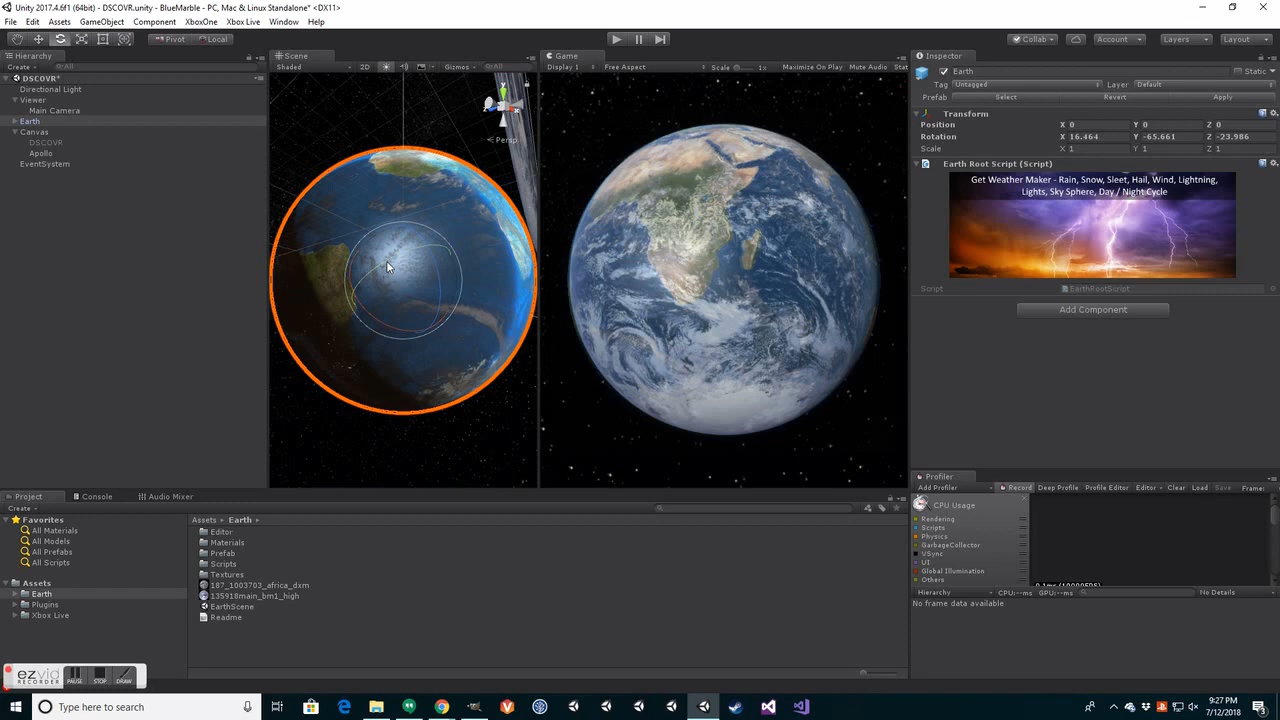 Unity 2017.4.6f1 (64bit) - DSCOVR.unity - BlueMarble - PC, Mac & Linux Standalone* <DX11>
File Edit Assets GameObject Component XboxOne Xbox Live Window Help
Pivot Local
Collab Account Layers Layout
Hierarchy
Create All
DSCOVR*
Directional Light
Viewer
Main Camera
Earth
Canvas
DSCOVR
Apollo
EventSystem
Scene
Shaded 2D Gizmos All
y
z x
Persp
Game
Display 1 Free Aspect Scale 1x Maximize On Play Mute Audio Stat
Inspector
Earth Static
Tag Untagged Layer Default
Prefab Select Revert Apply
Transform
Position X 0 Y 0 Z 0
Rotation X 16.464 Y -65.661 Z -23.986
Scale X 1 Y 1 Z 1
Earth Root Script (Script)
Get Weather Maker - Rain, Snow, Sleet, Hail, Wind, Lightning,
Lights, Sky Sphere, Day / Night Cycle
Script EarthRootScript
Add Component
Profiler
Add Profiler Record Deep Profile Profile Editor Editor Clear Load Save Frame:
CPU Usage
Rendering
Scripts
Physics
GarbageCollector
VSync
UI
Global Illumination
Others
0.1ms (10000FPS)
Hierarchy CPU:--ms GPU:--ms No Details
No frame data available
Project Console Audio Mixer
Create
Favorites
All Materials
All Models
All Prefabs
All Scripts
Assets
Earth
Plugins
Xbox Live
Assets Earth
Editor
Materials
Prefab
Scripts
Textures
187_1003703_africa_dxm
135918main_bm1_high
EarthScene
Readme
ezvid
RECORDER
PAUSE STOP DRAW
Type here to search
9:27 PM
7/12/2018
3